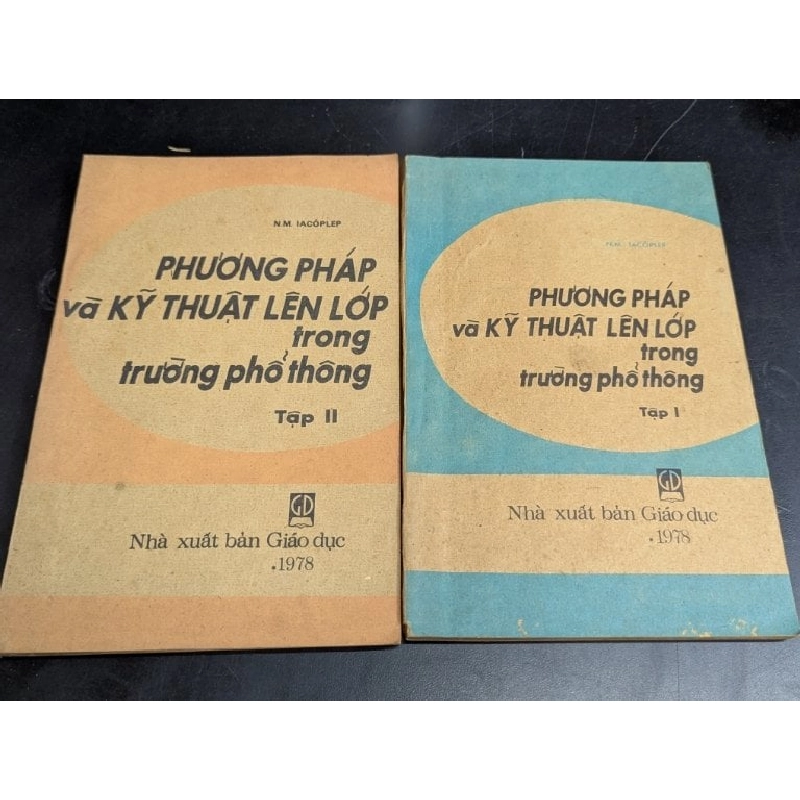 N.M. IACÔPLEP
PHƯƠNG PHÁP
và KỸ THUẬT LÊN LỚP
trong
trường phổ thông
Tập II
GD
Nhà xuất bản Giáo dục
.1978
N.M. IACÔPLEP
PHƯƠNG PHÁP
và KỸ THUẬT LÊN LỚP
trong
trường phổ thông
Tập I
GD
Nhà xuất bản Giáo dục
.1978